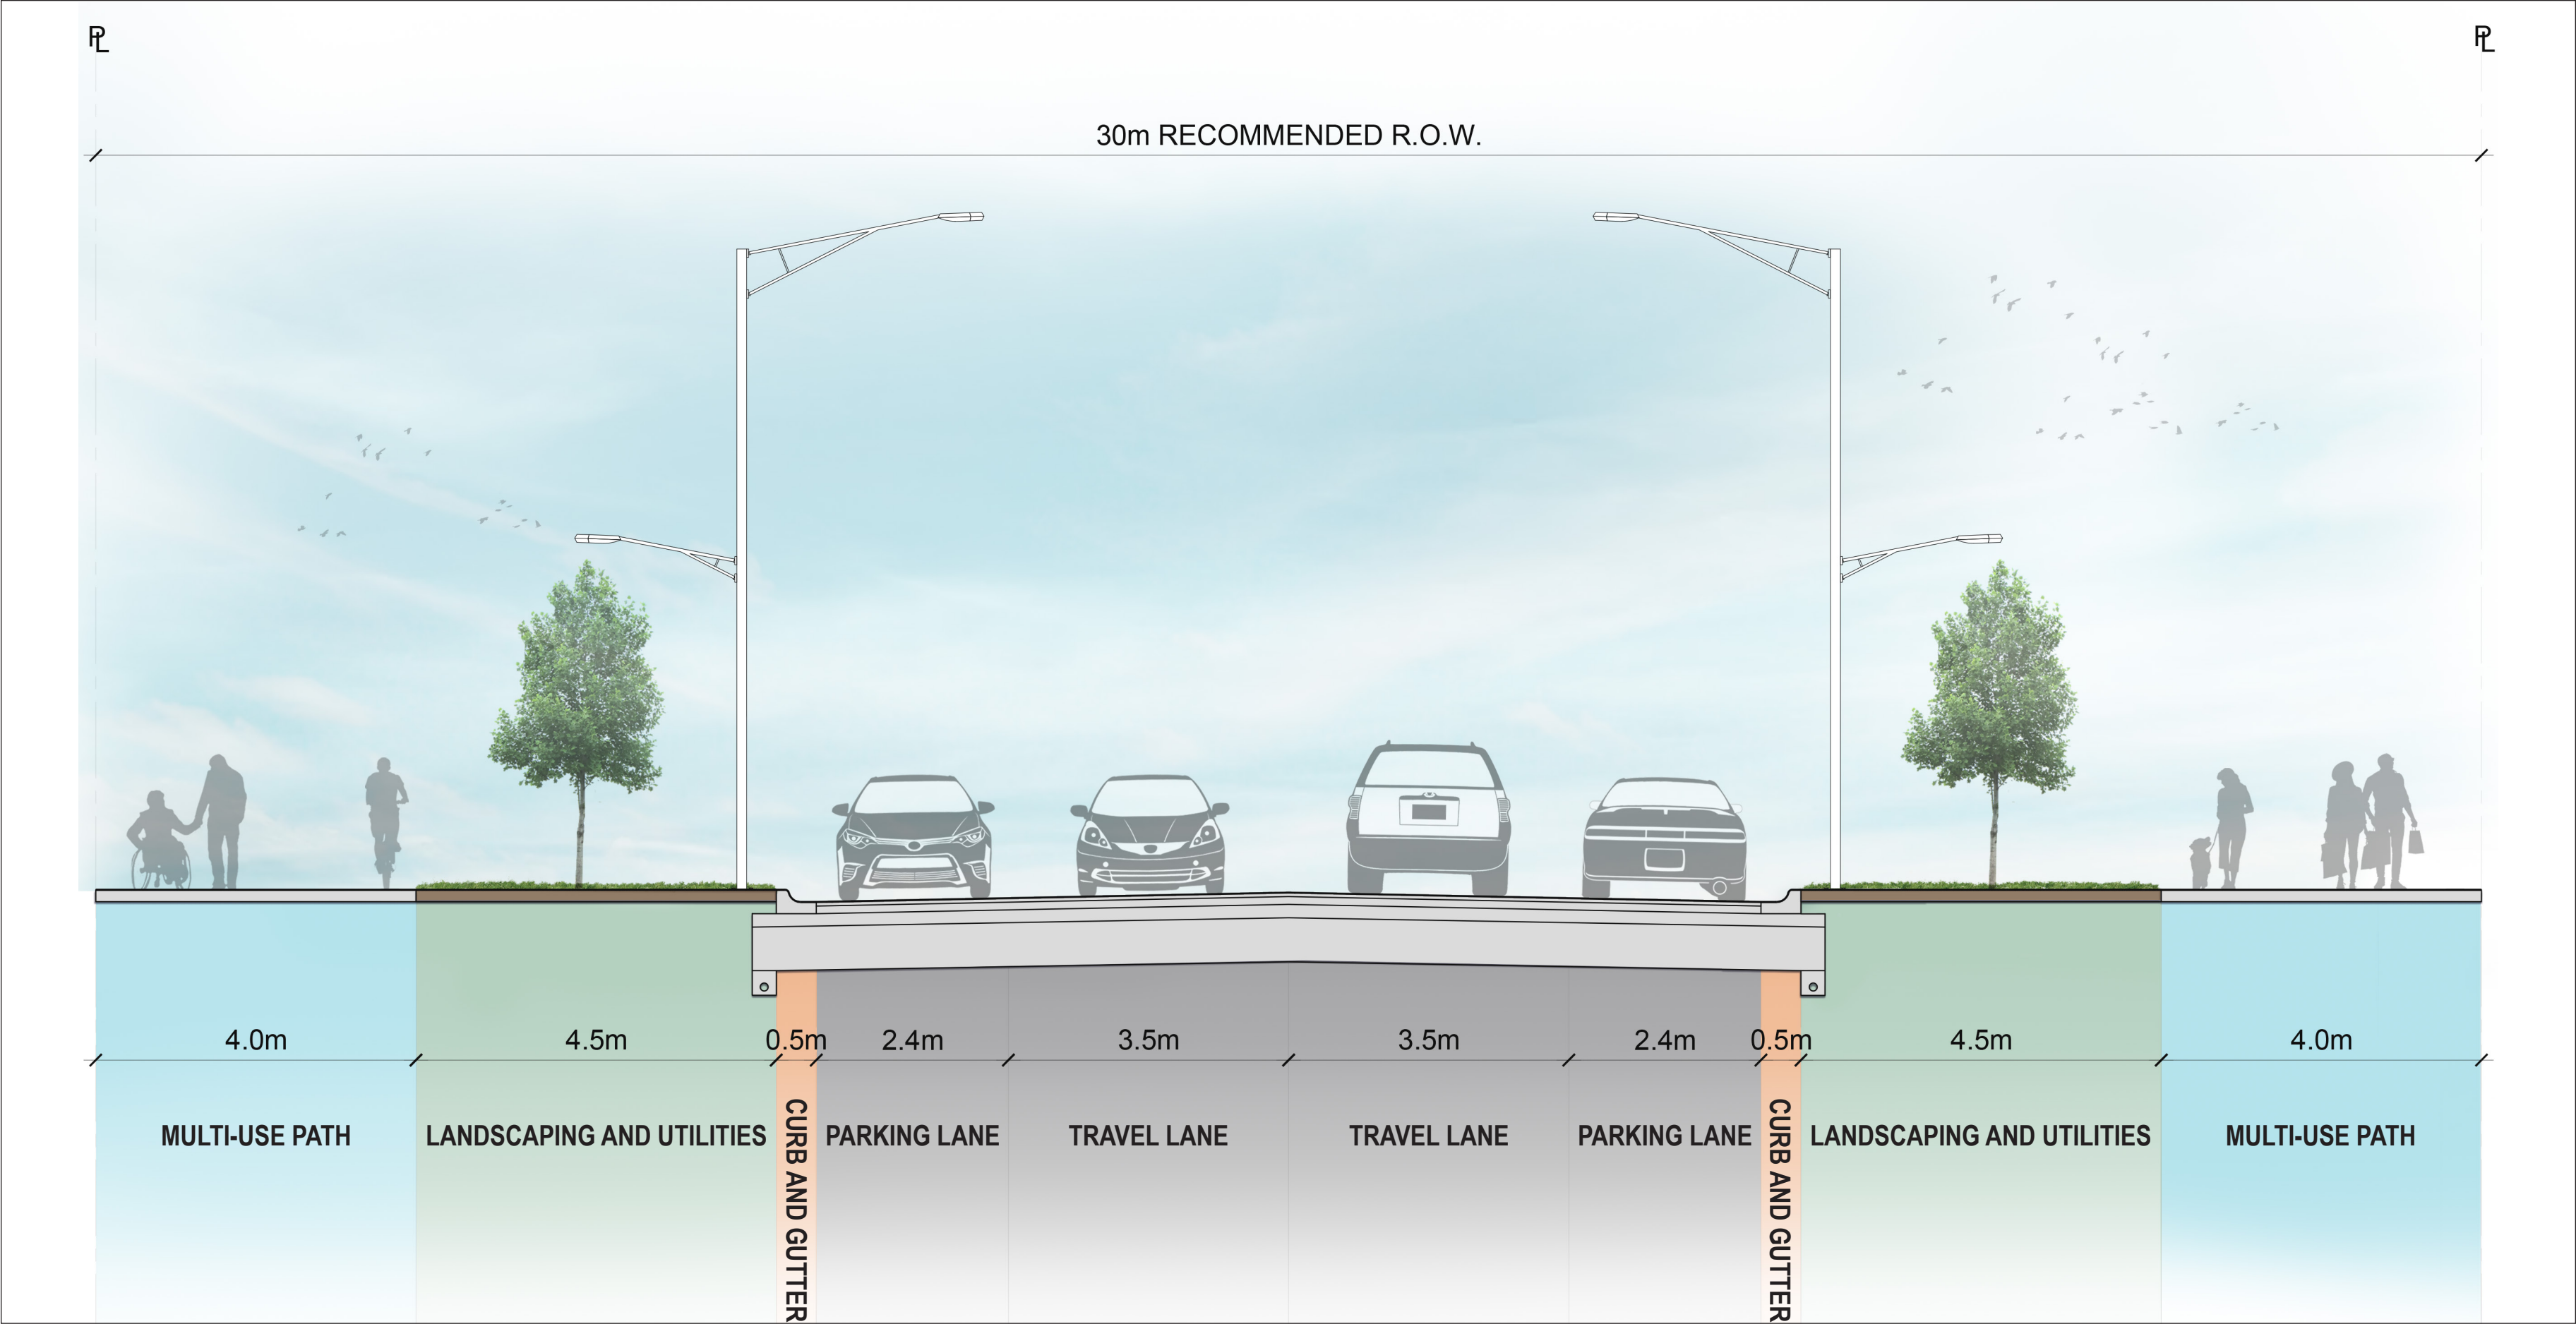 PL
PL
30m RECOMMENDED R.O.W.
4.0m
4.5m
0.5m
2.4m
3.5m
3.5m
2.4m
0.5m
4.5m
4.0m
MULTI-USE PATH
LANDSCAPING AND UTILITIES
CURB AND GUTTER
PARKING LANE
TRAVEL LANE
TRAVEL LANE
PARKING LANE
CURB AND GUTTER
LANDSCAPING AND UTILITIES
MULTI-USE PATH